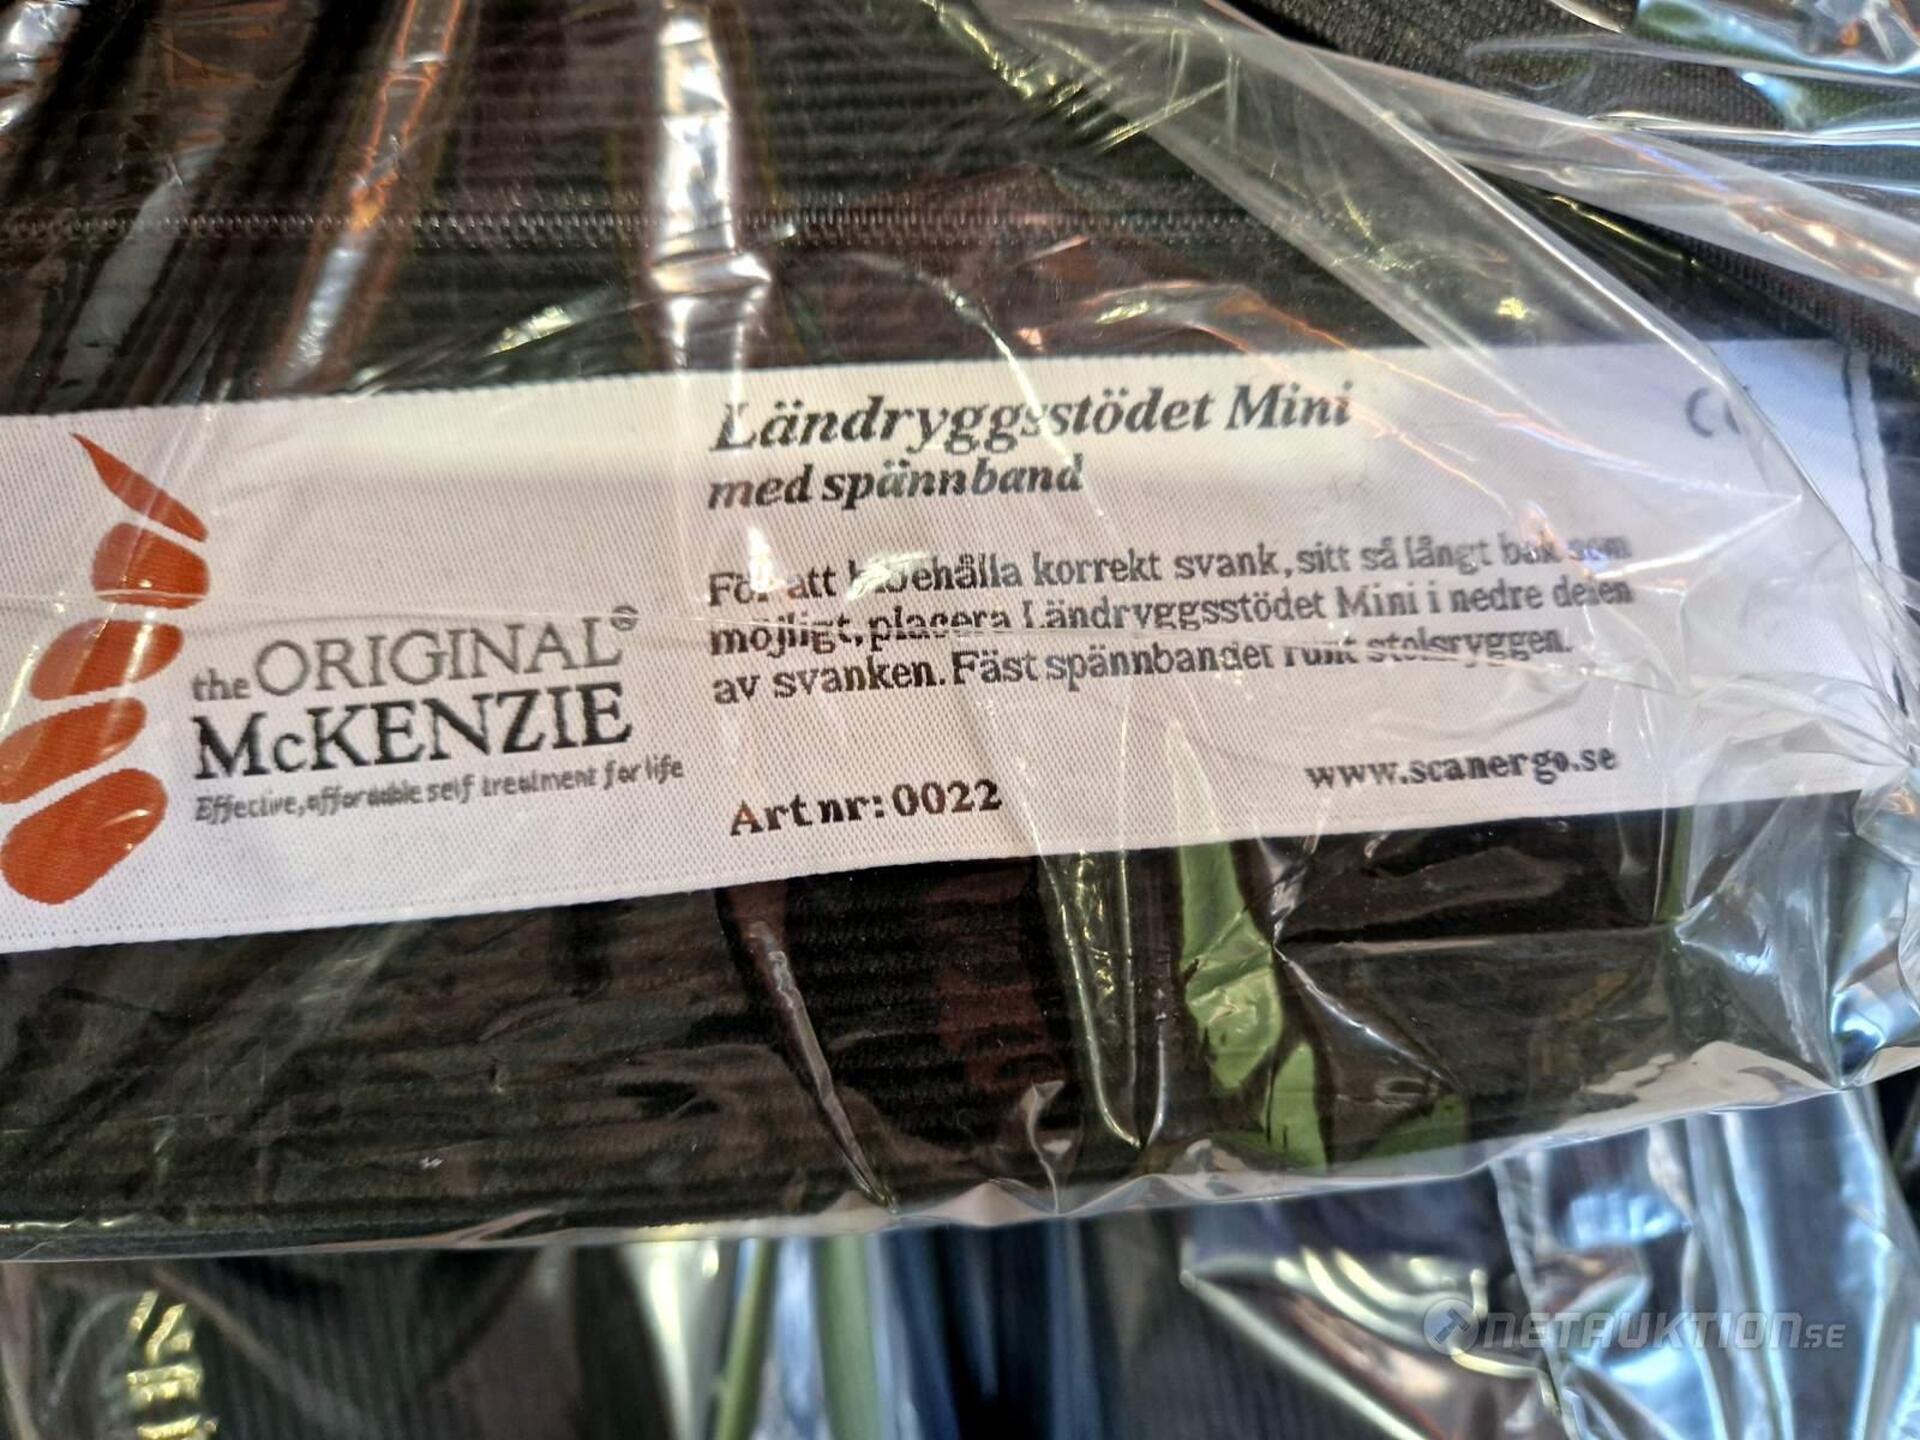 Ländryggsstödet Mini
med spännband
För att bibehålla korrekt svank, sitt så långt bak som
möjligt, placera Ländryggsstödet Mini i nedre delen
av svanken. Fäst spännbandet runt stolsryggen.
Art nr: 0022
www.scanergo.se
CE
the ORIGINAL®
McKENZIE
Effective, affordable self treatment for life
NETAUKTION.SE